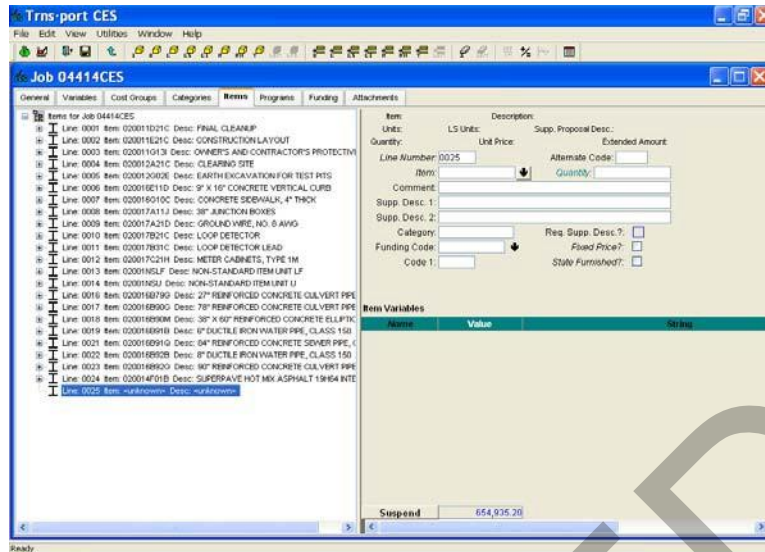 Trns•port CES
File Edit View Utilities Window Help
Job 04414CES
General Variables Cost Groups Categories Items Programs Funding Attachments
Items for Job 04414CES
Line: 0001 Item: 020011D21C Desc: FINAL CLEANUP
Line: 0002 Item: 020011E21C Desc: CONSTRUCTION LAYOUT
Line: 0003 Item: 020011G13I Desc: OWNER'S AND CONTRACTOR'S PROTECTIVI
Line: 0004 Item: 020012A21C Desc: CLEARING SITE
Line: 0005 Item: 020012G02E Desc: EARTH EXCAVATION FOR TEST PITS
Line: 0006 Item: 020016E11D Desc: 9" X 16" CONCRETE VERTICAL CURB
Line: 0007 Item: 020016G10C Desc: CONCRETE SIDEWALK, 4" THICK
Line: 0008 Item: 020017A11J Desc: 38" JUNCTION BOXES
Line: 0009 Item: 020017A21D Desc: GROUND WIRE, NO. 6 AWG
Line: 0010 Item: 020017B21C Desc: LOOP DETECTOR
Line: 0011 Item: 020017B31C Desc: LOOP DETECTOR LEAD
Line: 0012 Item: 020017C21H Desc: METER CABINETS, TYPE 1M
Line: 0013 Item: 02001NSLF Desc: NON-STANDARD ITEM UNIT LF
Line: 0014 Item: 02001NSU Desc: NON-STANDARD ITEM UNIT U
Line: 0016 Item: 020016B79G Desc: 27" REINFORCED CONCRETE CULVERT PIPE
Line: 0017 Item: 020016B90G Desc: 78" REINFORCED CONCRETE CULVERT PIPE
Line: 0018 Item: 020016B90M Desc: 38" X 60" REINFORCED CONCRETE ELLIPTIC
Line: 0019 Item: 020016B91B Desc: 6" DUCTILE IRON WATER PIPE, CLASS 150
Line: 0021 Item: 020016B91G Desc: 84" REINFORCED CONCRETE SEWER PIPE, C
Line: 0022 Item: 020016B92B Desc: 8" DUCTILE IRON WATER PIPE, CLASS 150
Line: 0023 Item: 020016B92G Desc: 90" REINFORCED CONCRETE CULVERT PIPE
Line: 0024 Item: 020014F01B Desc: SUPERPAVE HOT MIX ASPHALT 19H64 INTE
Line: 0025 Item: <unknown> Desc: <unknown>
Item: Description:
Units: LS Units: Supp. Proposal Desc.:
Quantity: Unit Price: Extended Amount:
Line Number: 0025 Alternate Code:
Item: Quantity:
Comment:
Supp. Desc. 1:
Supp. Desc. 2:
Category: Req. Supp. Desc.?:
Funding Code: Fixed Price?:
Code 1: State Furnished?:
Item Variables
Name Value String
Suspend 654,935.20
Ready